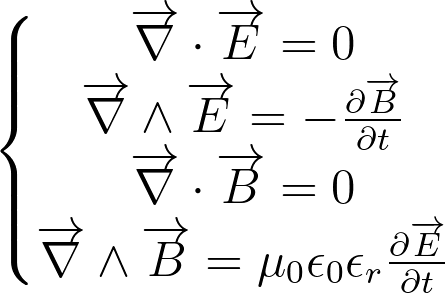 ∇⃗ · E⃗ = 0
∇⃗ ∧ E⃗ = −∂B⃗/∂t
∇⃗ · B⃗ = 0
∇⃗ ∧ B⃗ = μ₀ϵ₀ϵᵣ ∂E⃗/∂t